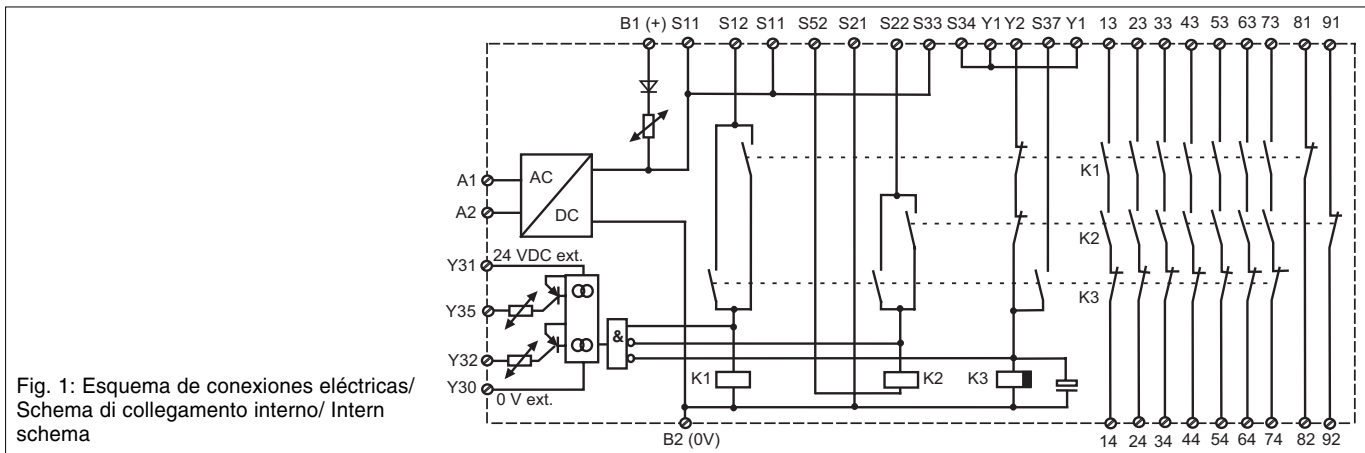 B1 (+) S11 S12 S11 S52 S21 S22 S33 S34 Y1 Y2 S37 Y1 13 23 33 43 53 63 73 81 91
A1
AC
K1
A2
DC
K2
24 VDC ext.
Y31
K3
Y35
&
Y32
K1 K2 K3
Y30
0 V ext.
B2 (0V)
14 24 34 44 54 64 74 82 92
Fig. 1: Esquema de conexiones eléctricas/
Schema di collegamento interno/ Intern
schema